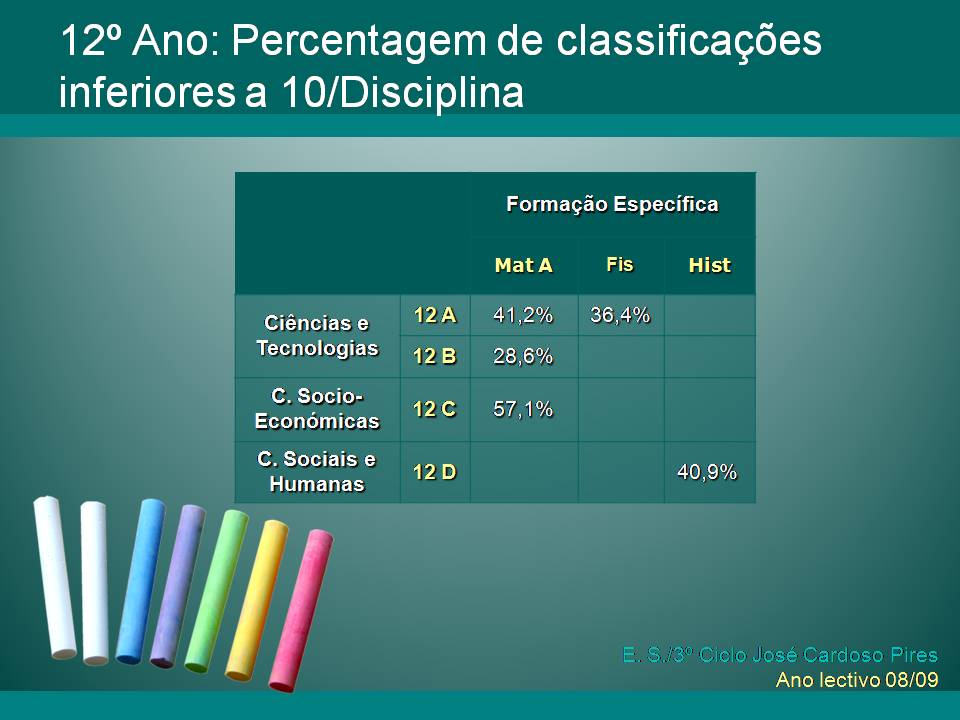 12º Ano: Percentagem de classificações
inferiores a 10/Disciplina
Formação Específica
Mat A Fis Hist
Ciências e
Tecnologias
12 A 41,2% 36,4%
12 B 28,6%
C. Socio-
Económicas
12 C 57,1%
C. Sociais e
Humanas
12 D 40,9%
E. S./3º Ciclo José Cardoso Pires
Ano lectivo 08/09